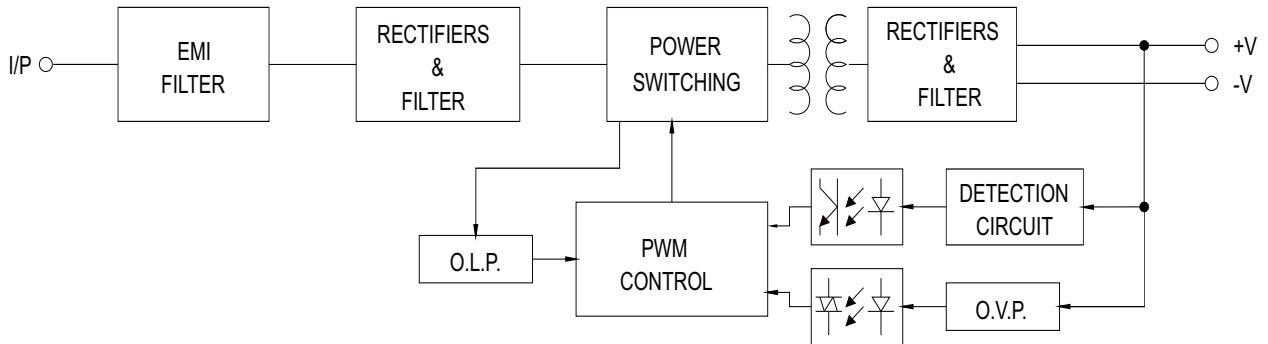 I/P
EMI
FILTER
RECTIFIERS
&
FILTER
POWER
SWITCHING
RECTIFIERS
&
FILTER
+V
-V
O.L.P.
PWM
CONTROL
DETECTION
CIRCUIT
O.V.P.